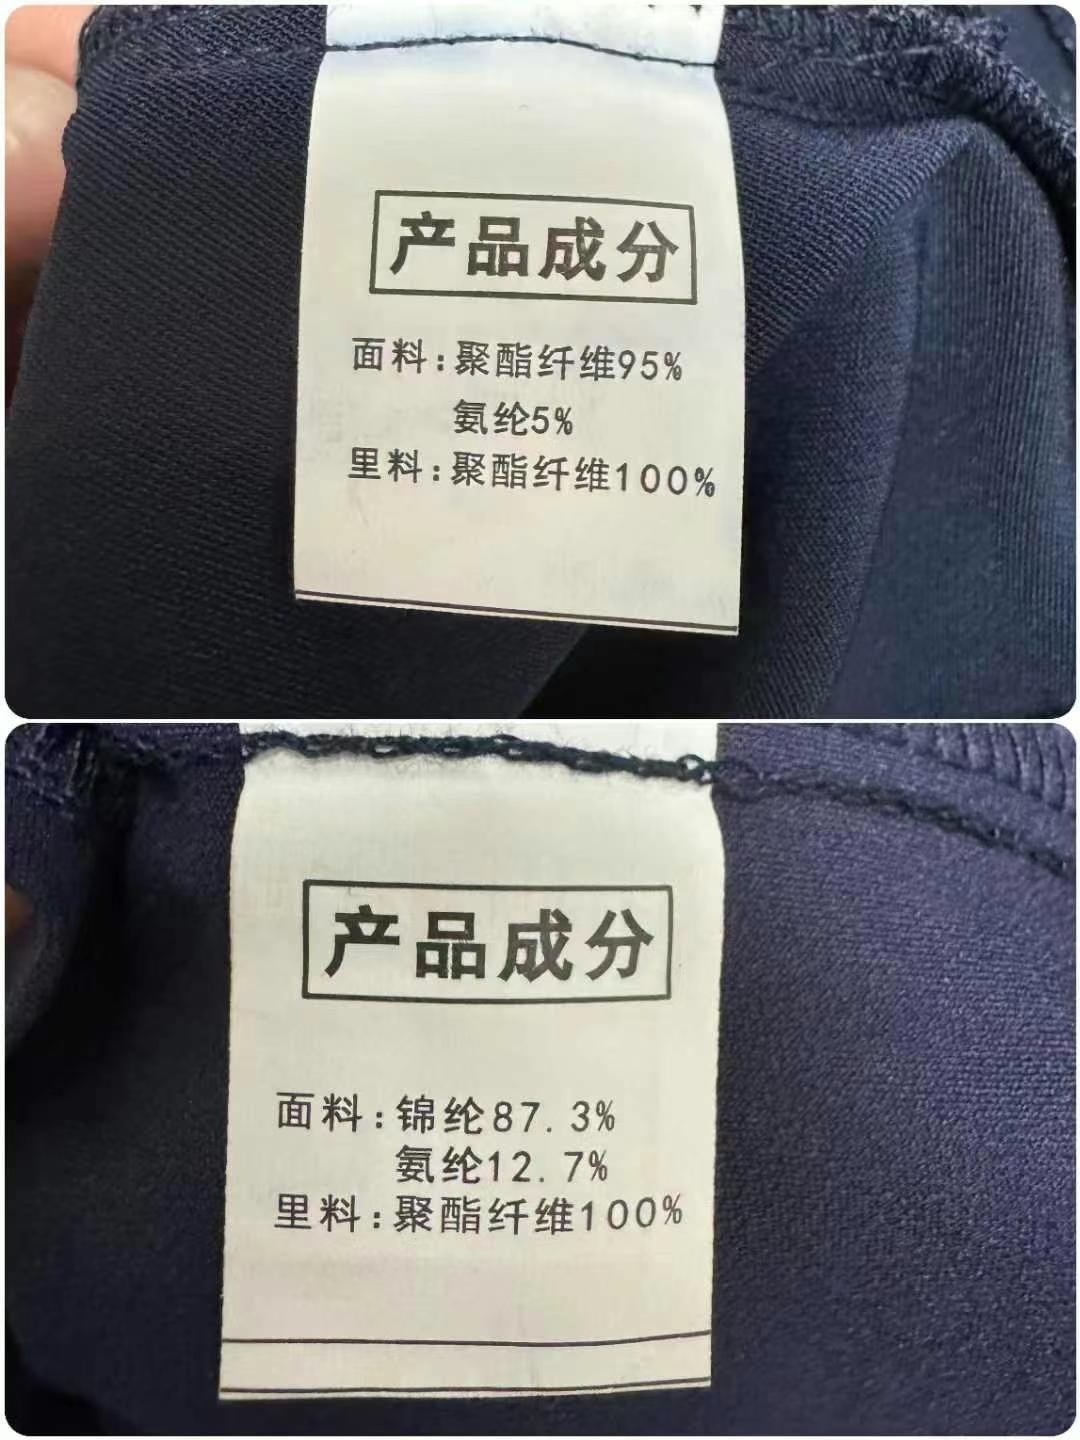 产品成分
面料:聚酯纤维95%
氨纶5%
里料:聚酯纤维100%
产品成分
面料:锦纶87.3%
氨纶12.7%
里料:聚酯纤维100%